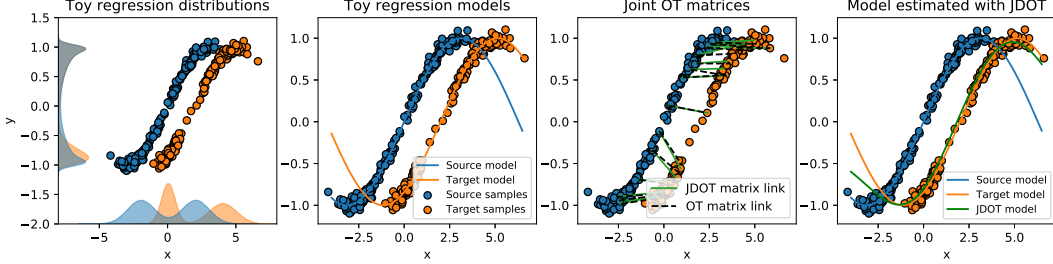 Toy regression distributions
1.5
1.0
0.5
0.0
−0.5
−1.0
−1.5
−2.0
y
−5
0
5
x
Toy regression models
1.0
0.5
0.0
−0.5
−1.0
Source model
Target model
Source samples
Target samples
−2.5
0.0
2.5
5.0
x
Joint OT matrices
1.0
0.5
0.0
−0.5
−1.0
JDOT matrix link
OT matrix link
−2.5
0.0
2.5
5.0
x
Model estimated with JDOT
1.0
0.5
0.0
−0.5
−1.0
Source model
Target model
JDOT model
−2.5
0.0
2.5
5.0
x